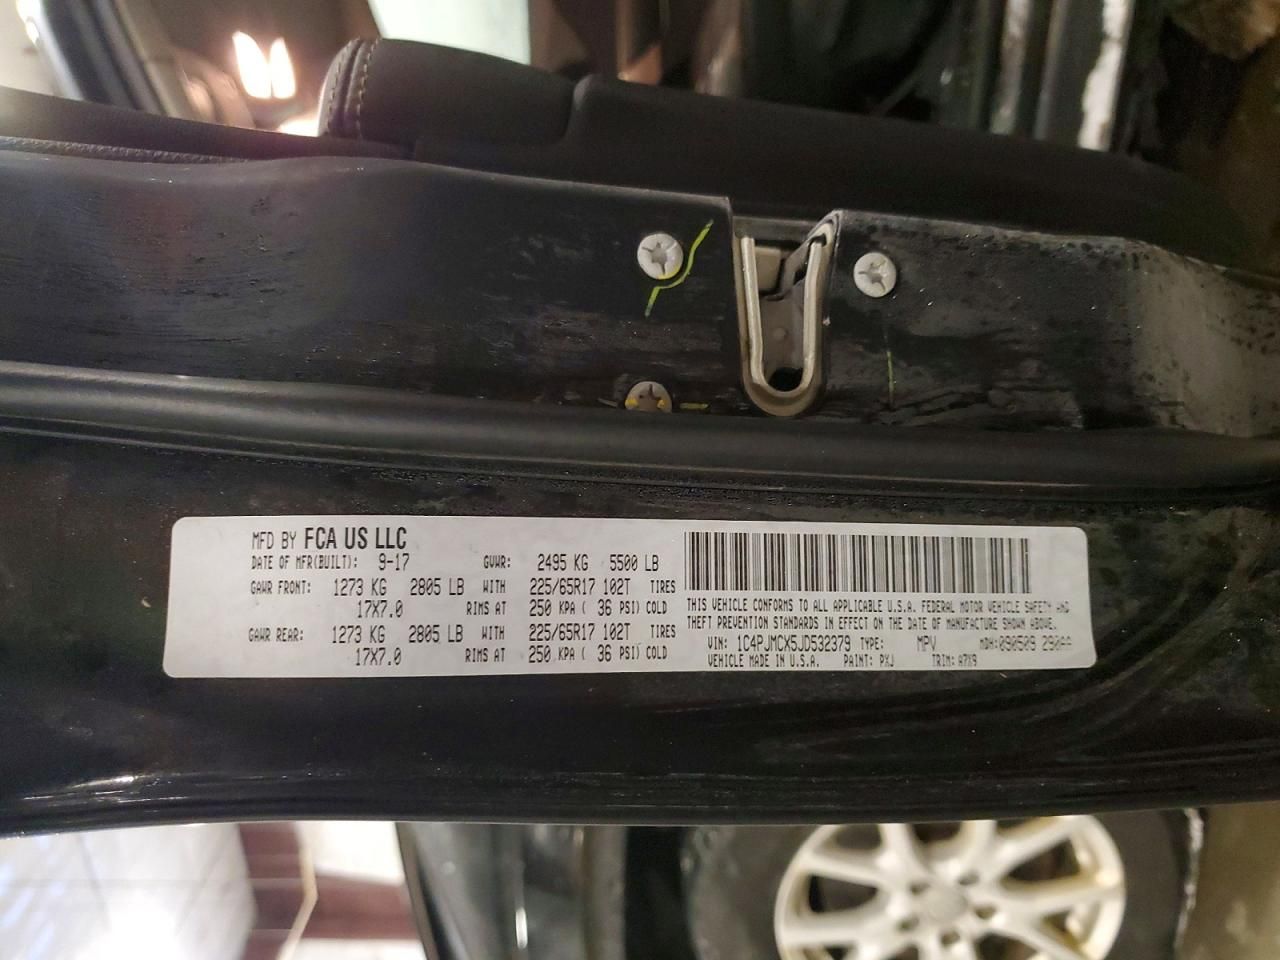 MFD BY FCA US LLC
DATE OF MFR(BUILT): 9-17 GVWR: 2495 KG 5500 LB
GAWR FRONT: 1273 KG 2805 LB WITH 225/65R17 102T TIRES
17X7.0 RIMS AT 250 KPA ( 36 PSI) COLD
GAWR REAR: 1273 KG 2805 LB WITH 225/65R17 102T TIRES
17X7.0 RIMS AT 250 KPA ( 36 PSI) COLD
THIS VEHICLE CONFORMS TO ALL APPLICABLE U.S.A. FEDERAL MOTOR VEHICLE SAFETY AND
THEFT PREVENTION STANDARDS IN EFFECT ON THE DATE OF MANUFACTURE SHOWN ABOVE.
VIN: 1C4PJMCX5JD532379 TYPE: MPV MDH:090509
VEHICLE MADE IN U.S.A. PAINT: PXJ TRIM: A7X9